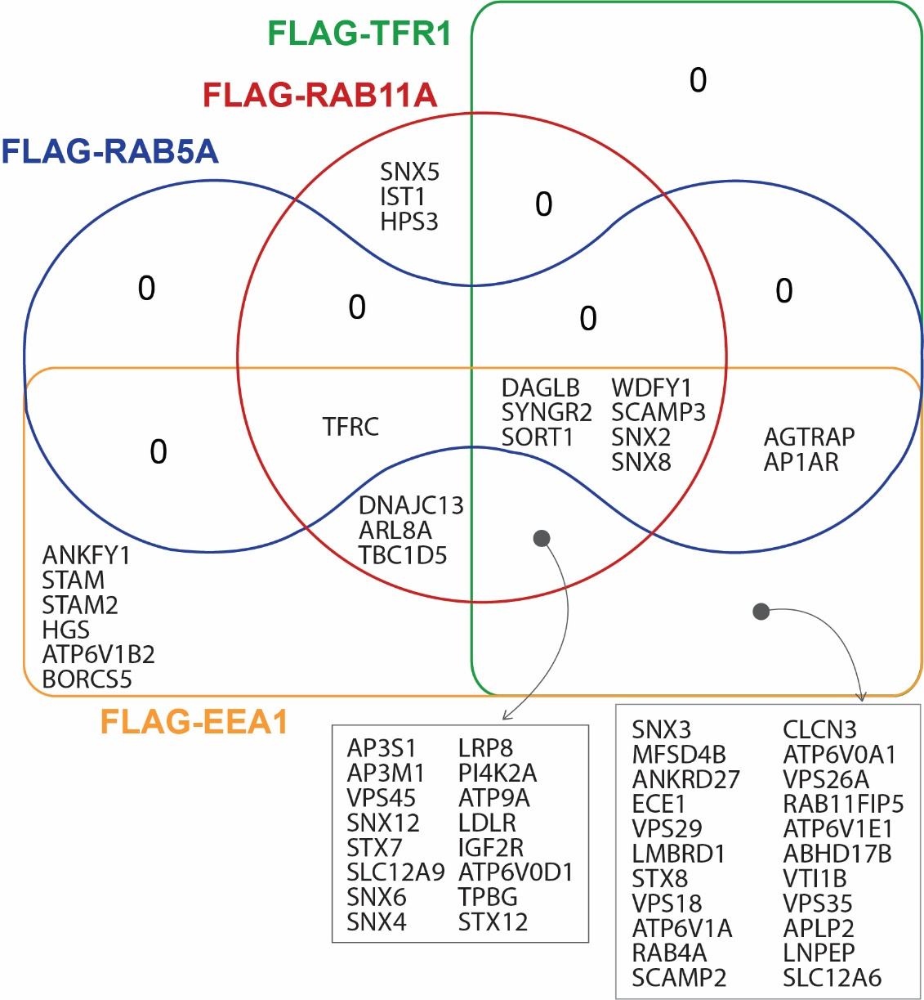 FLAG-TFR1
0
FLAG-RAB11A
FLAG-RAB5A
SNX5
IST1
HPS3
0
0
0
0
0
DAGLB WDFY1
SYNGR2 SCAMP3
SORT1 SNX2
SNX8
TFRC
0
AGTRAP
AP1AR
DNAJC13
ARL8A
TBC1D5
ANKFY1
STAM
STAM2
HGS
ATP6V1B2
BORCS5
FLAG-EEA1
AP3S1 LRP8
AP3M1 PI4K2A
VPS45 ATP9A
SNX12 LDLR
STX7 IGF2R
SLC12A9 ATP6V0D1
SNX6 TPBG
SNX4 STX12
SNX3 CLCN3
MFSD4B ATP6V0A1
ANKRD27 VPS26A
ECE1 RAB11FIP5
VPS29 ATP6V1E1
LMBRD1 ABHD17B
STX8 VTI1B
VPS18 VPS35
ATP6V1A APLP2
RAB4A LNPEP
SCAMP2 SLC12A6